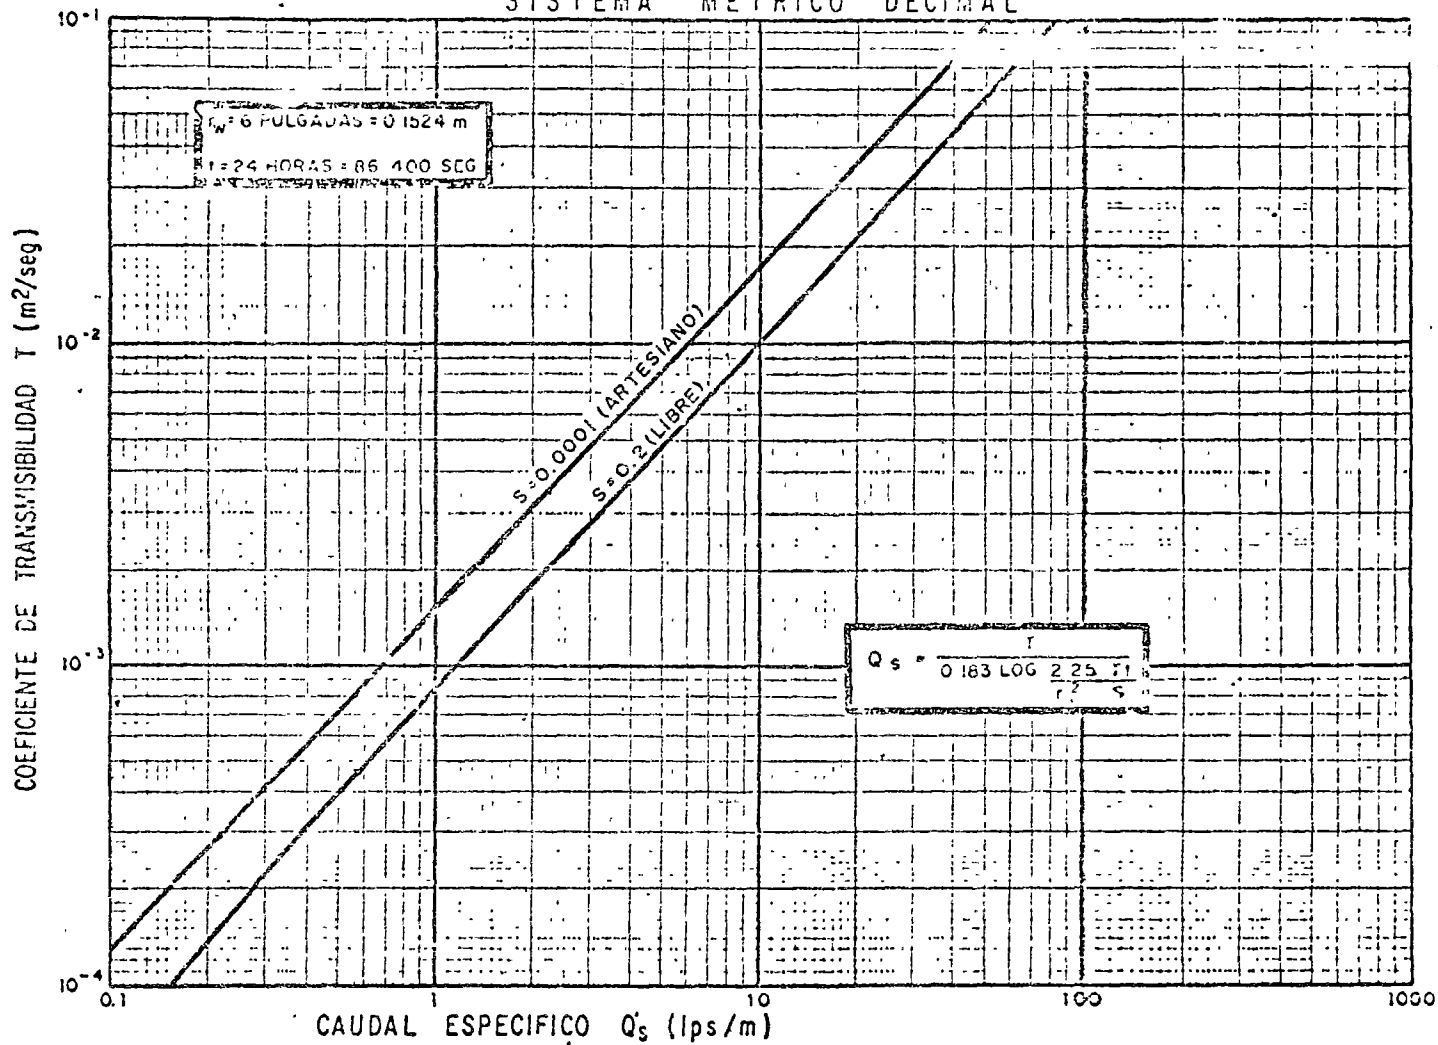 SISTEMA METRICO DECIMAL
10-1
r_w = 6 PULGADAS = 0.1524 m
t = 24 HORAS = 86 400 SEG
COEFICIENTE DE TRANSMISIBILIDAD T (m²/seg)
10-2
S = 0.0001 (ARTESIANO)
S = 0.2 (LIBRE)
10-3
Q s = T
0 183 LOG 2 25 Tt
r² S
10-4
0.1 1 10 100 1000
CAUDAL ESPECIFICO Qs (lps/m)